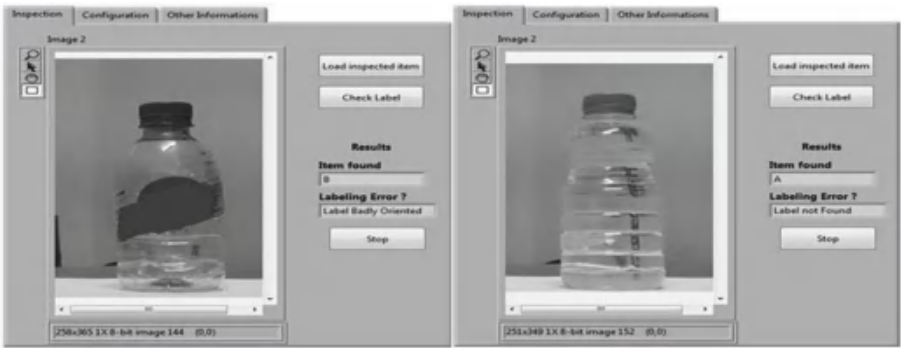 Inspection Configuration Other Informations
Image 2
Load inspected item
Check Label
Results
Item found
B
Labeling Error ?
Label Badly Oriented
Stop
258x365 1X 8-bit image 144 (0,0)
Inspection Configuration Other Informations
Image 2
Load inspected item
Check Label
Results
Item found
A
Labeling Error ?
Label not Found
Stop
251x349 1X 8-bit image 152 (0,0)